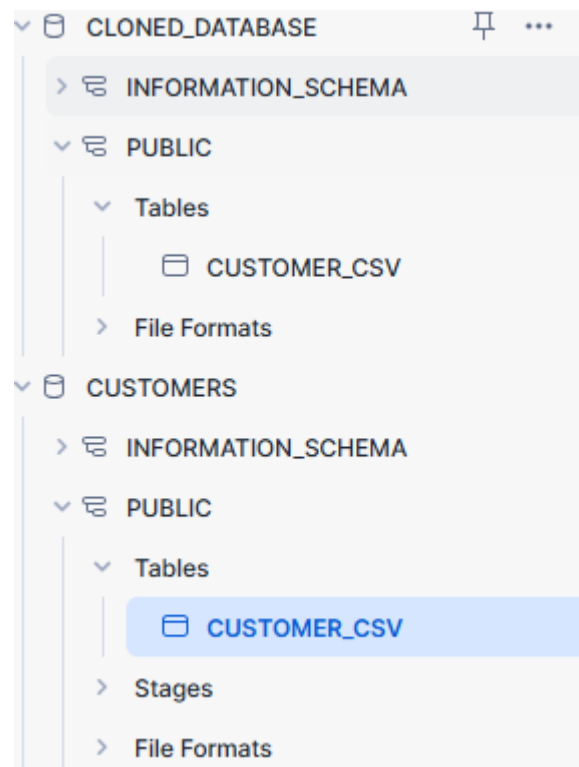 CLONED_DATABASE
INFORMATION_SCHEMA
PUBLIC
Tables
CUSTOMER_CSV
File Formats
CUSTOMERS
INFORMATION_SCHEMA
PUBLIC
Tables
CUSTOMER_CSV
Stages
File Formats